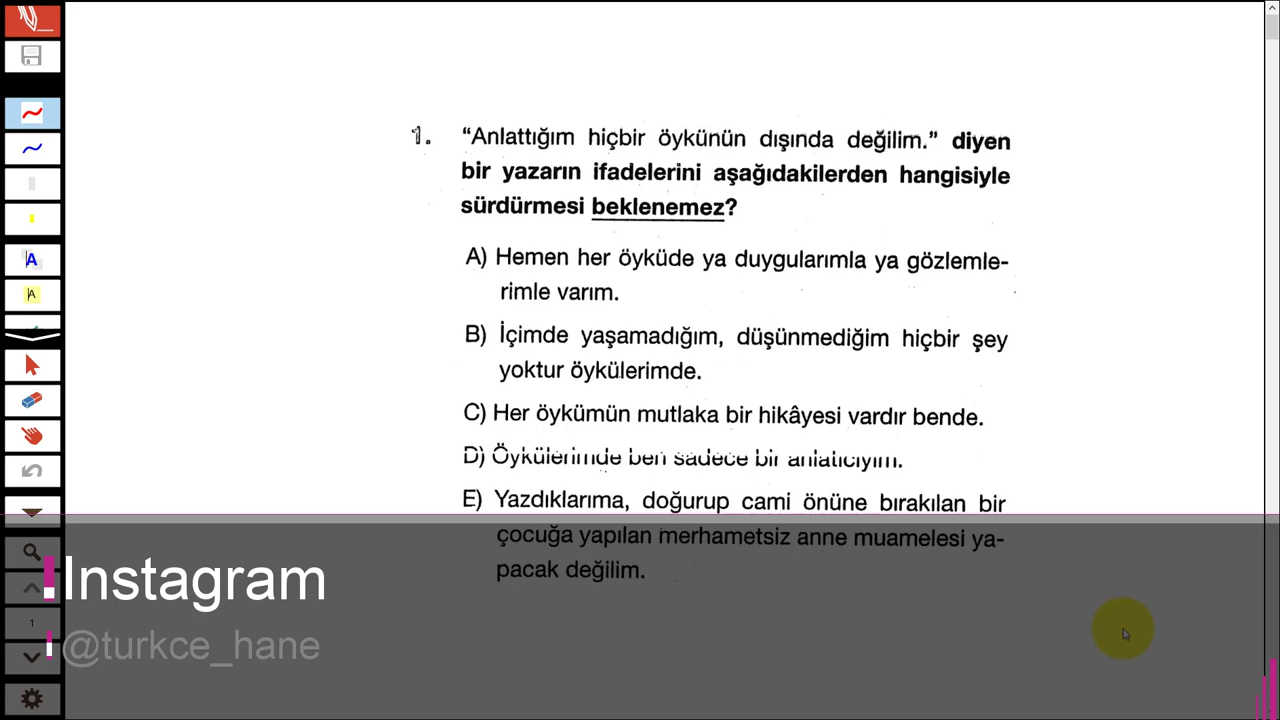 1. “Anlattığım hiçbir öykünün dışında değilim.” diyen
bir yazarın ifadelerini aşağıdakilerden hangisiyle
sürdürmesi beklenemez?
A) Hemen her öyküde ya duygularımla ya gözlemle-
rimle varım.
B) İçimde yaşamadığım, düşünmediğim hiçbir şey
yoktur öykülerimde.
C) Her öykümün mutlaka bir hikâyesi vardır bende.
D) Öykülerimde ben sadece bir anlatıcıyım.
E) Yazdıklarıma, doğurup cami önüne bırakılan bir
çocuğa yapılan merhametsiz anne muamelesi ya-
pacak değilim.
A
A
1
Instagram
@turkce_hane